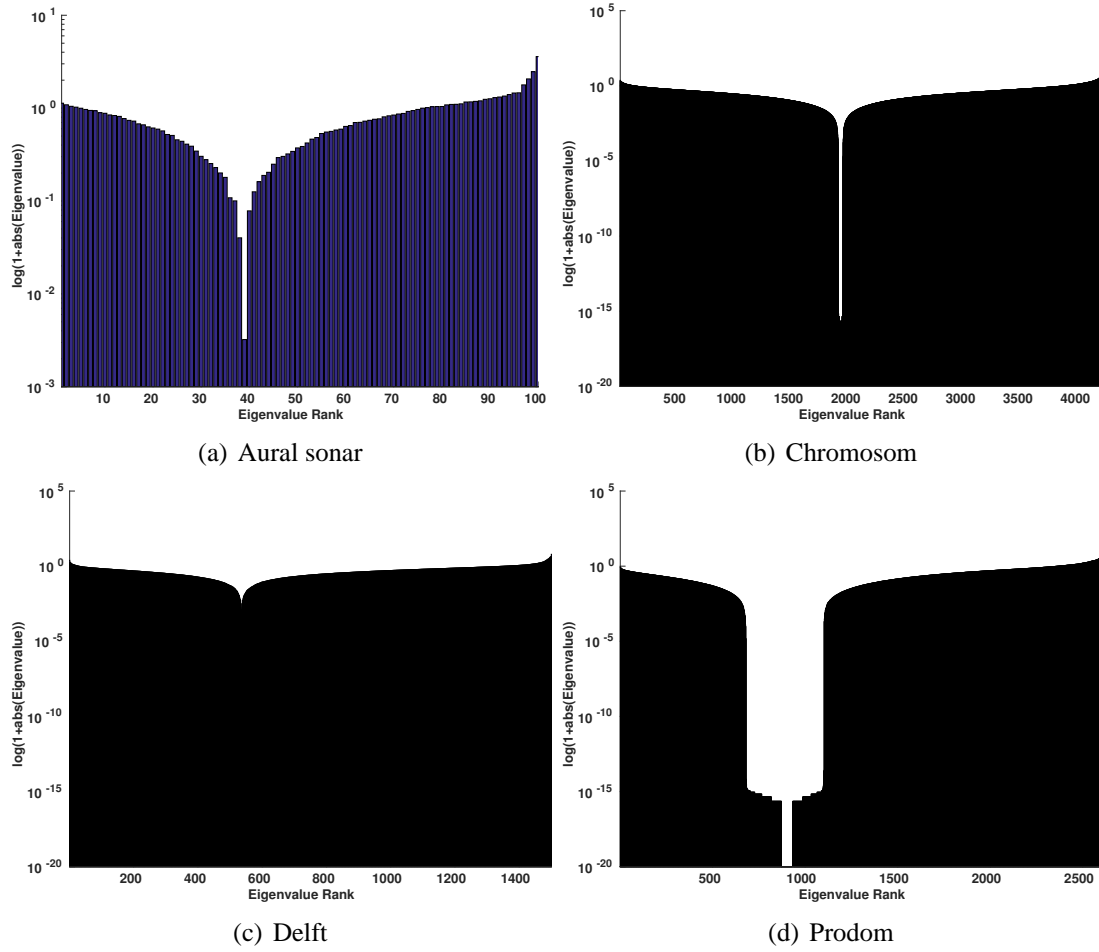 10 1
10 0
10 -1
10 -2
10 -3
log(1+abs(Eigenvalue))
10 20 30 40 50 60 70 80 90 100
Eigenvalue Rank
(a) Aural sonar
10 5
10 0
10 -5
10 -10
10 -15
10 -20
log(1+abs(Eigenvalue))
500 1000 1500 2000 2500 3000 3500 4000
Eigenvalue Rank
(b) Chromosom
10 5
10 0
10 -5
10 -10
10 -15
10 -20
log(1+abs(Eigenvalue))
200 400 600 800 1000 1200 1400
Eigenvalue Rank
(c) Delft
10 5
10 0
10 -5
10 -10
10 -15
10 -20
log(1+abs(Eigenvalue))
500 1000 1500 2000 2500
Eigenvalue Rank
(d) Prodom